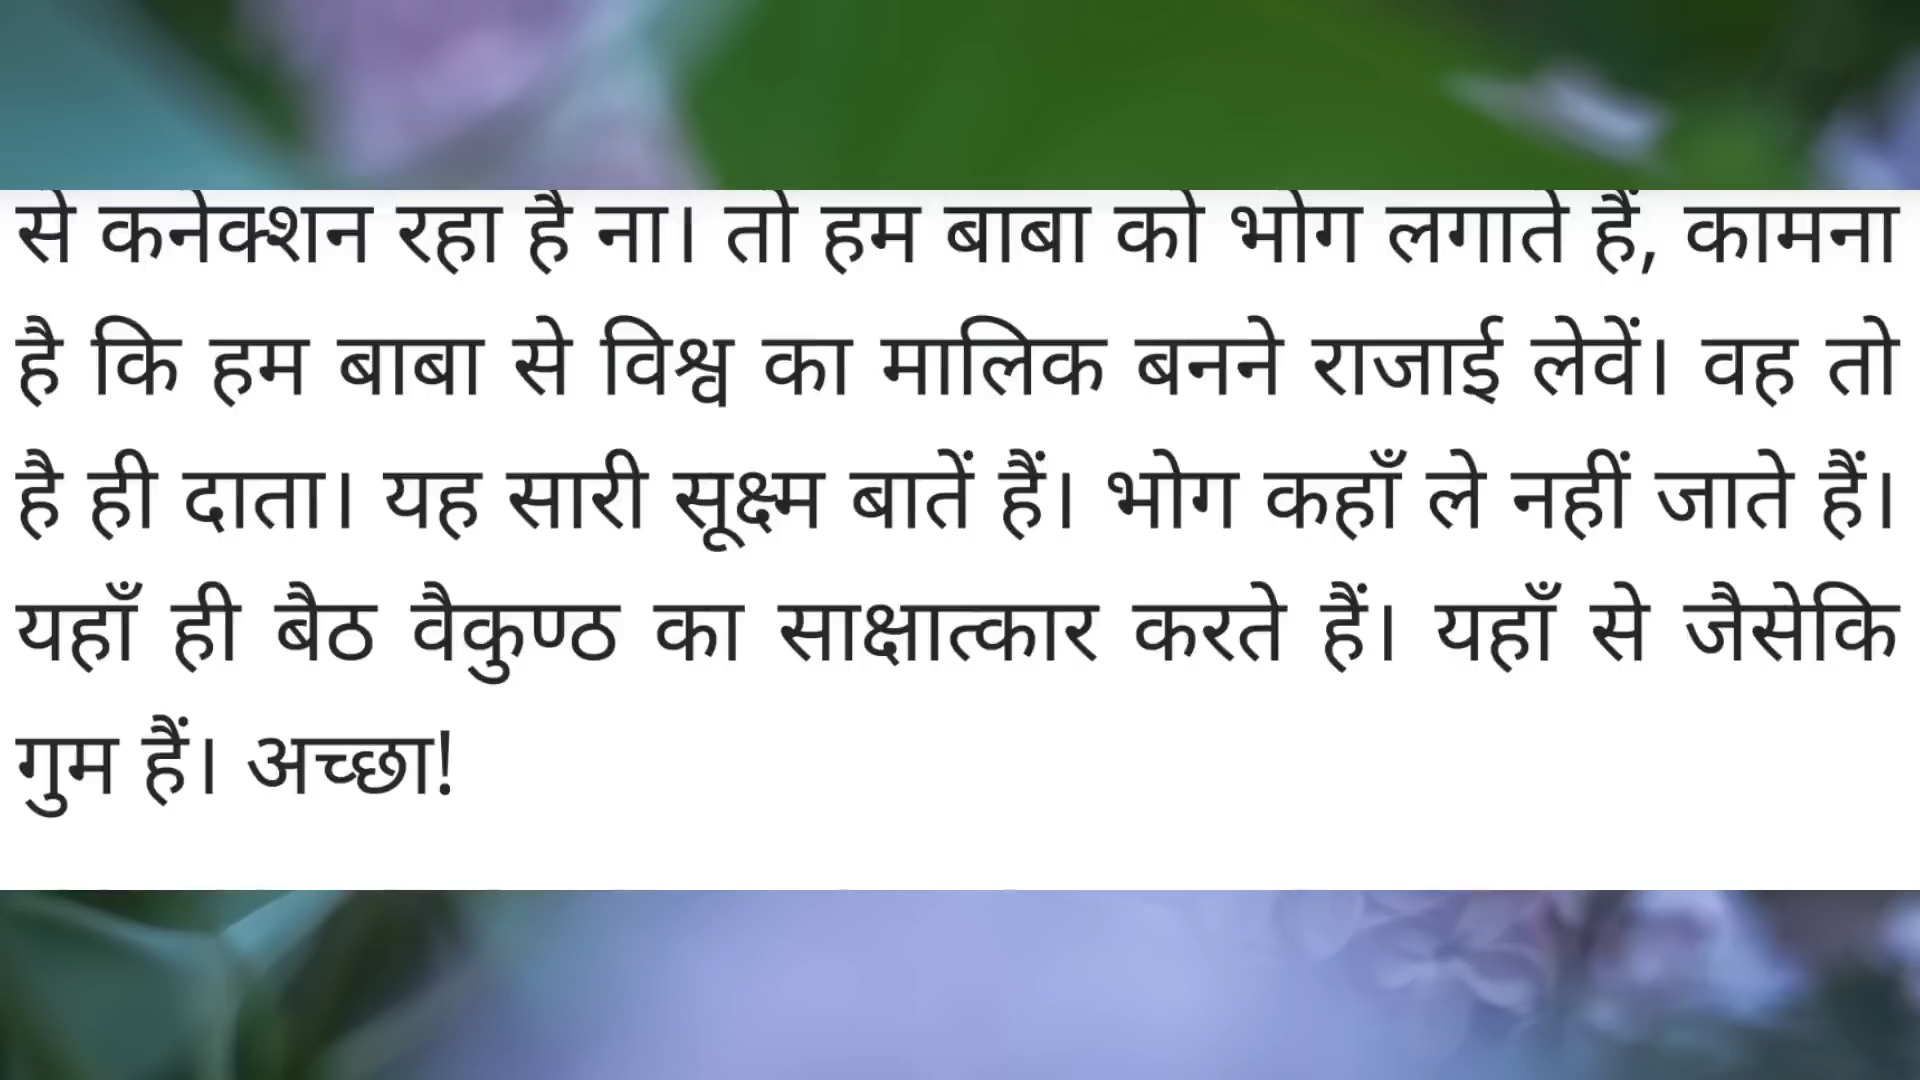 से कनेक्शन रहा है ना। तो हम बाबा को भोग लगाते हैं, कामना
है कि हम बाबा से विश्व का मालिक बनने राजाई लेवें। वह तो
है ही दाता। यह सारी सूक्ष्म बातें हैं। भोग कहाँ ले नहीं जाते हैं।
यहाँ ही बैठ वैकुण्ठ का साक्षात्कार करते हैं। यहाँ से जैसेकि
गुम हैं। अच्छा!